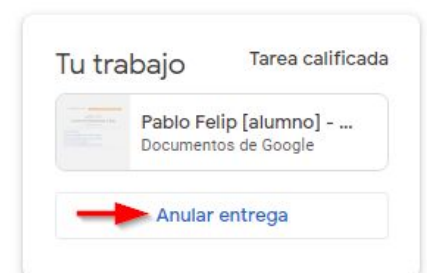 Tu trabajo Tarea calificada
Pablo Felip [alumno] - ...
Documentos de Google
Anular entrega